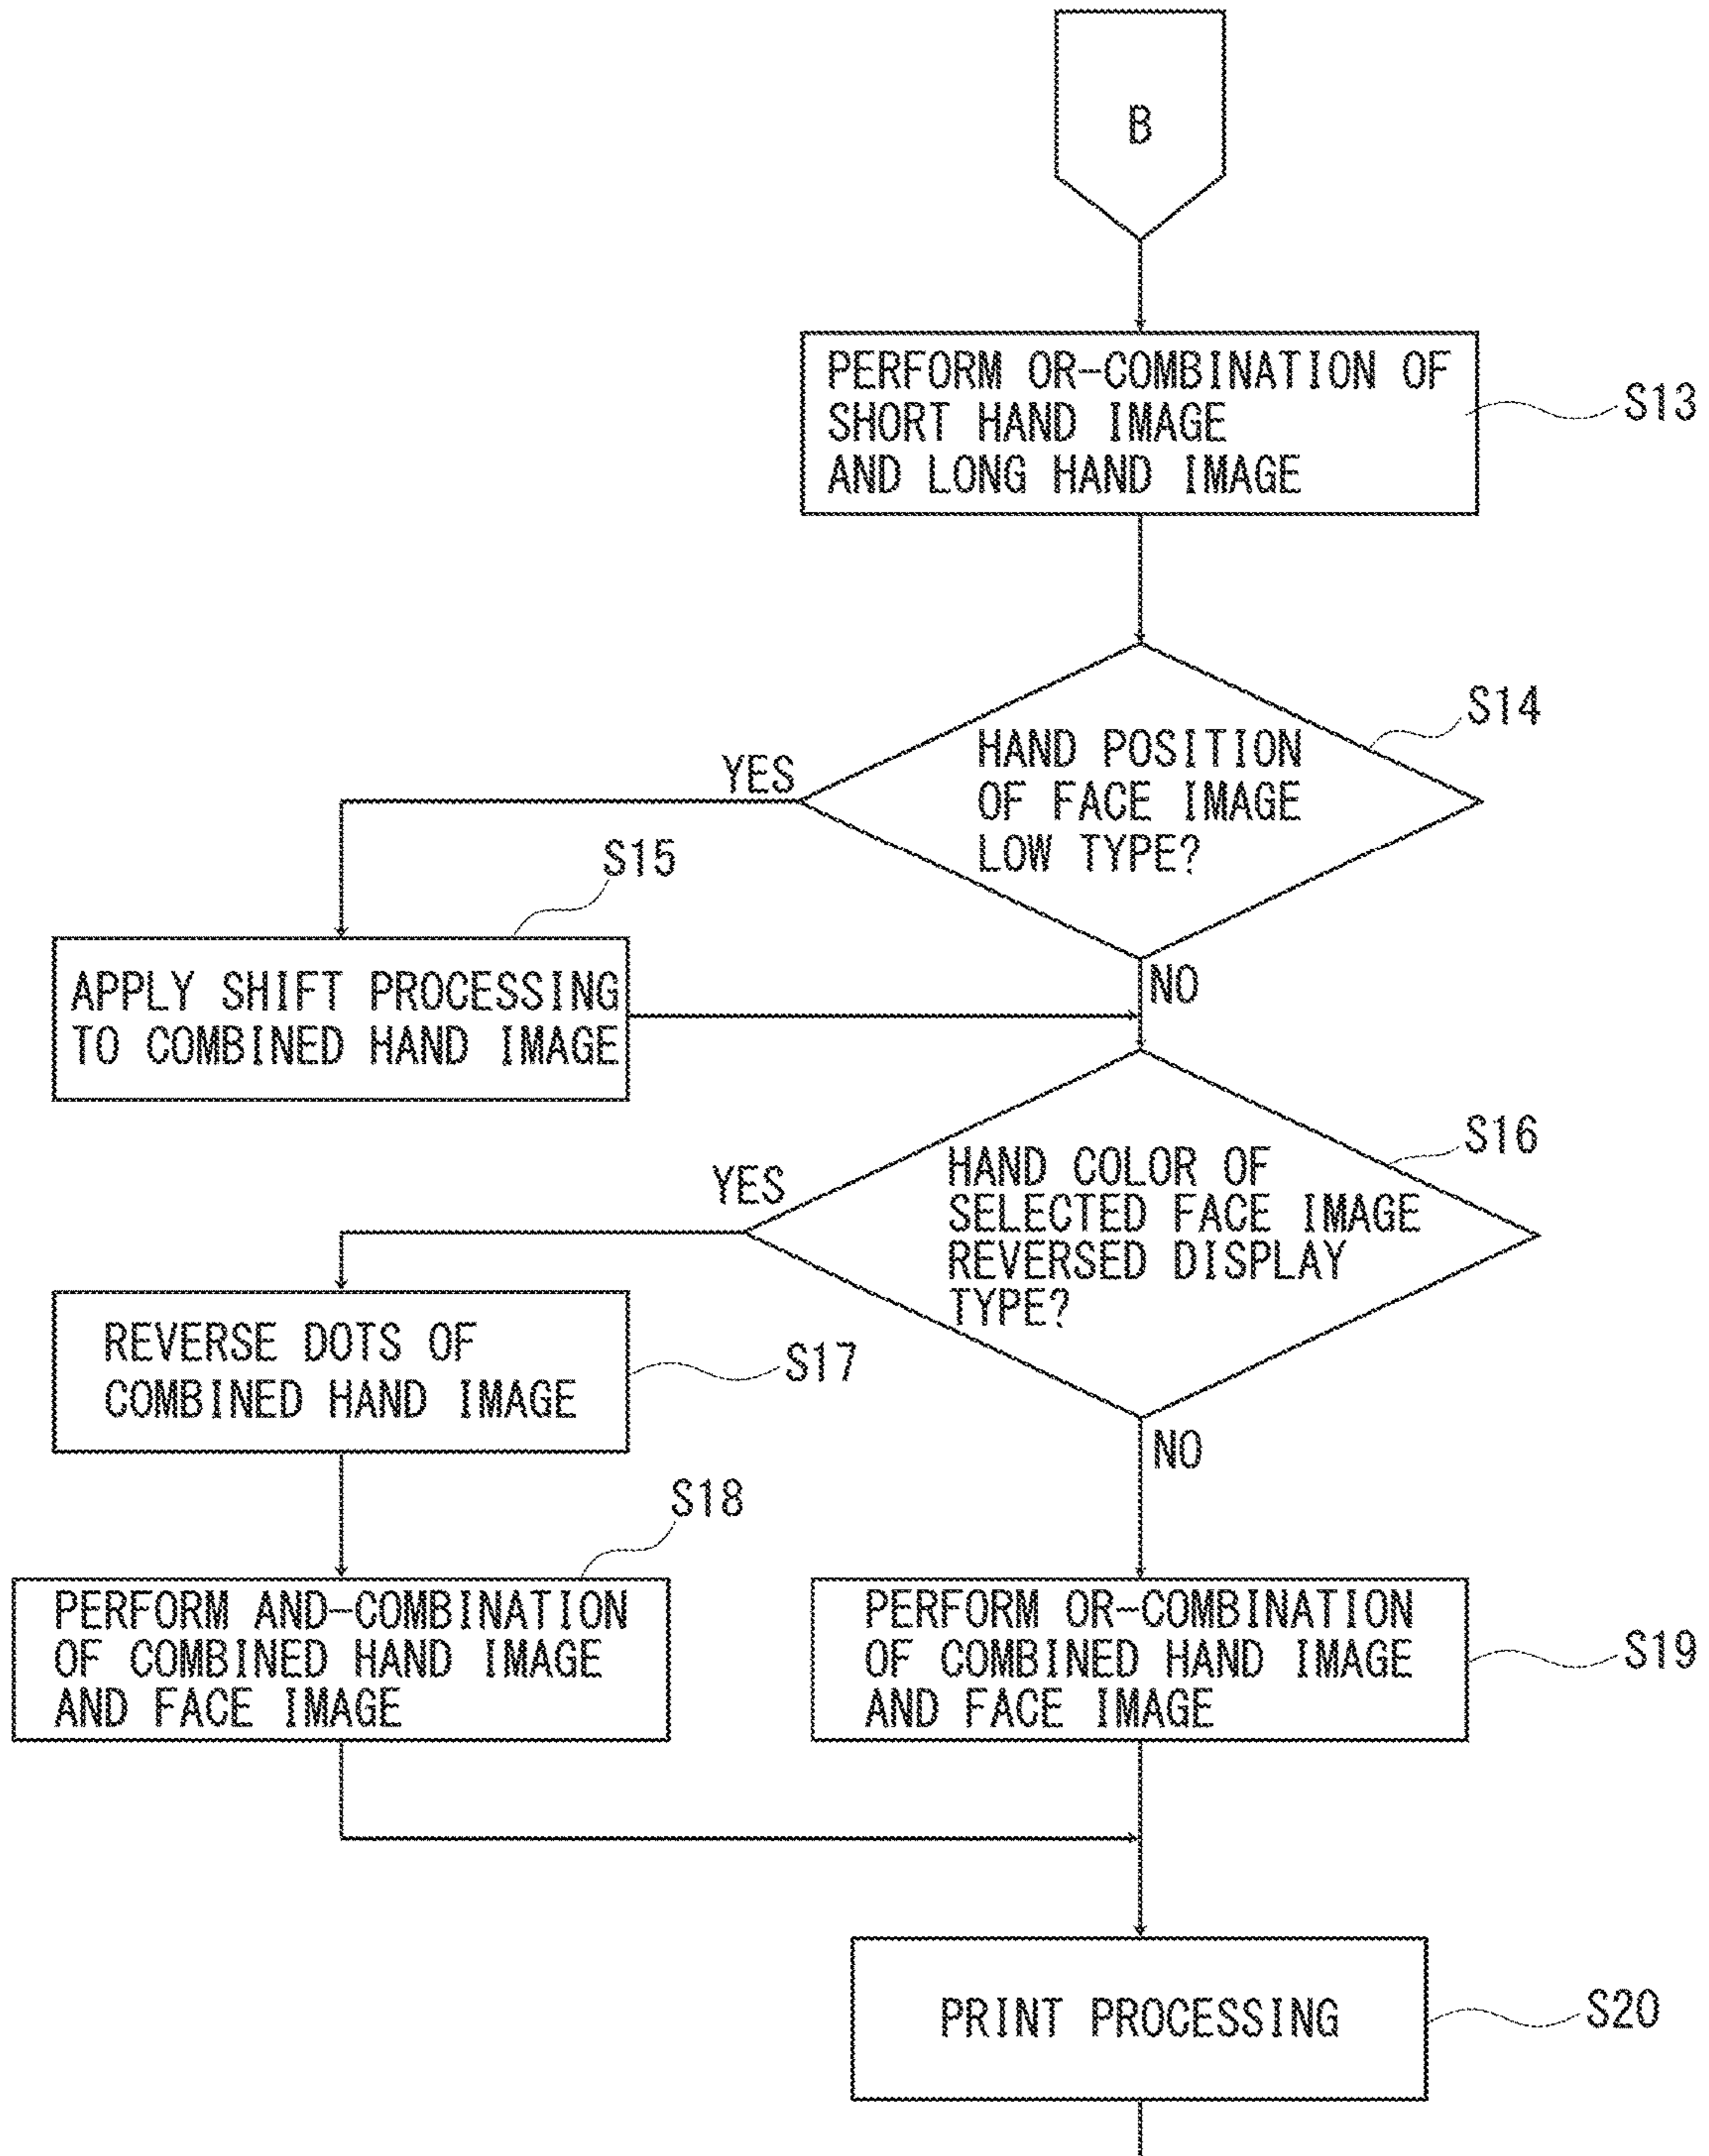 B
PERFORM OR-COMBINATION OF
SHORT HAND IMAGE
AND LONG HAND IMAGE
S13
S14
HAND POSITION
OF FACE IMAGE
LOW TYPE?
YES
NO
S15
APPLY SHIFT PROCESSING
TO COMBINED HAND IMAGE
S16
HAND COLOR OF
SELECTED FACE IMAGE
REVERSED DISPLAY
TYPE?
YES
NO
REVERSE DOTS OF
COMBINED HAND IMAGE
S17
S18
PERFORM AND-COMBINATION
OF COMBINED HAND IMAGE
AND FACE IMAGE
PERFORM OR-COMBINATION
OF COMBINED HAND IMAGE
AND FACE IMAGE
S19
PRINT PROCESSING
S20